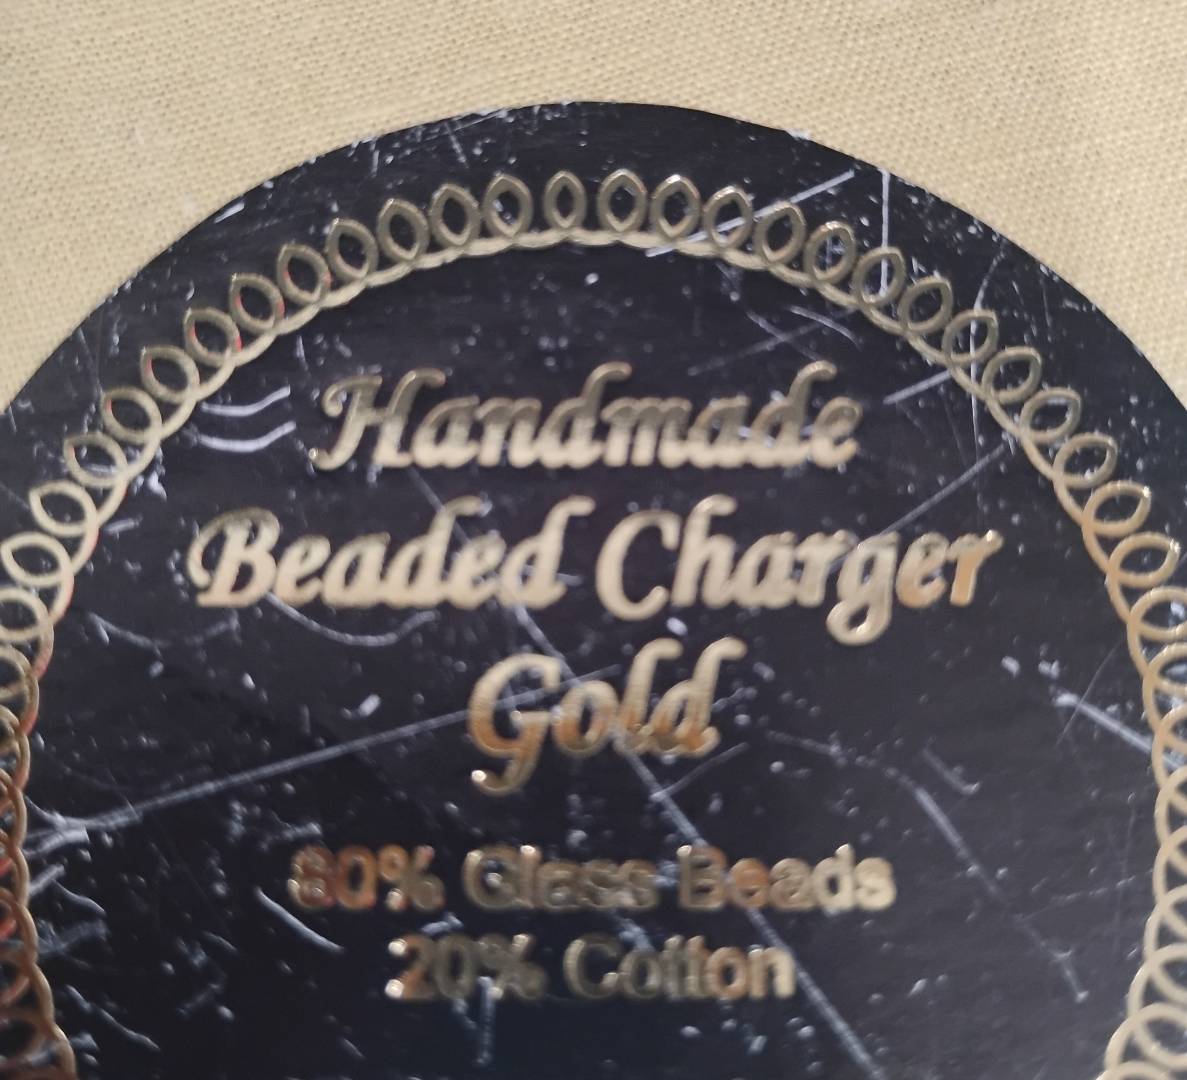 Handmade
Beaded Charger
Gold
80% Glass Beads
20% Cotton